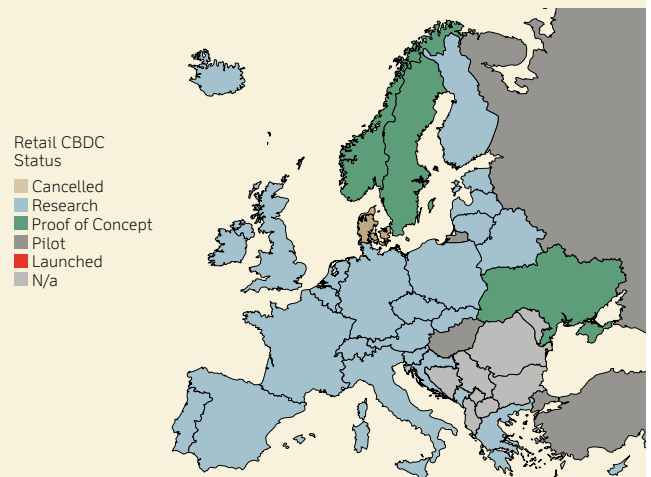 Retail CBDC
Status
Cancelled
Research
Proof of Concept
Pilot
Launched
N/a